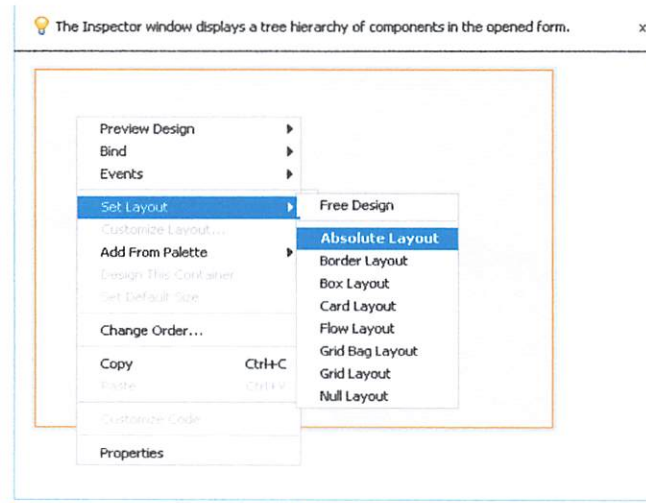 The Inspector window displays a tree hierarchy of components in the opened form. x
Preview Design
Bind
Events
Set Layout
Customize Layout...
Add From Palette
Design This Container
Set Default Size
Change Order...
Copy Ctrl+C
Paste Ctrl+V
Customize Code
Properties
Free Design
Absolute Layout
Border Layout
Box Layout
Card Layout
Flow Layout
Grid Bag Layout
Grid Layout
Null Layout